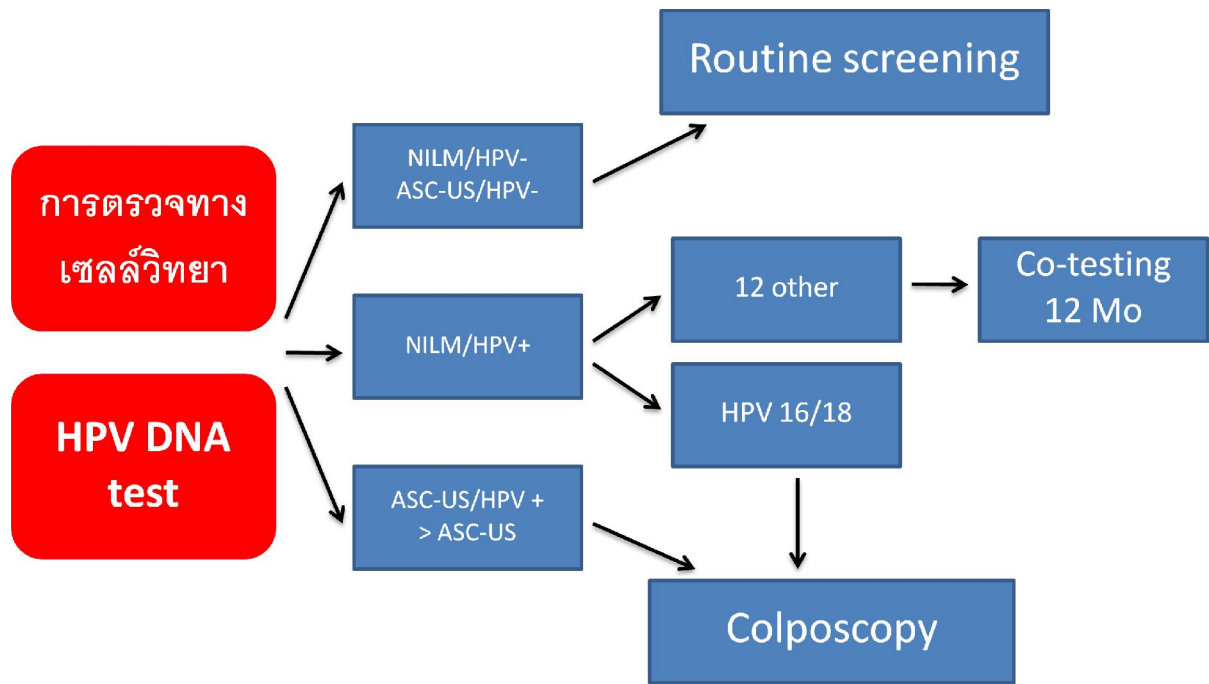 การตรวจทาง
เซลล์วิทยา
HPV DNA
test
NILM/HPV-
ASC-US/HPV-
NILM/HPV+
ASC-US/HPV +
> ASC-US
Routine screening
12 other
HPV 16/18
Co-testing
12 Mo
Colposcopy